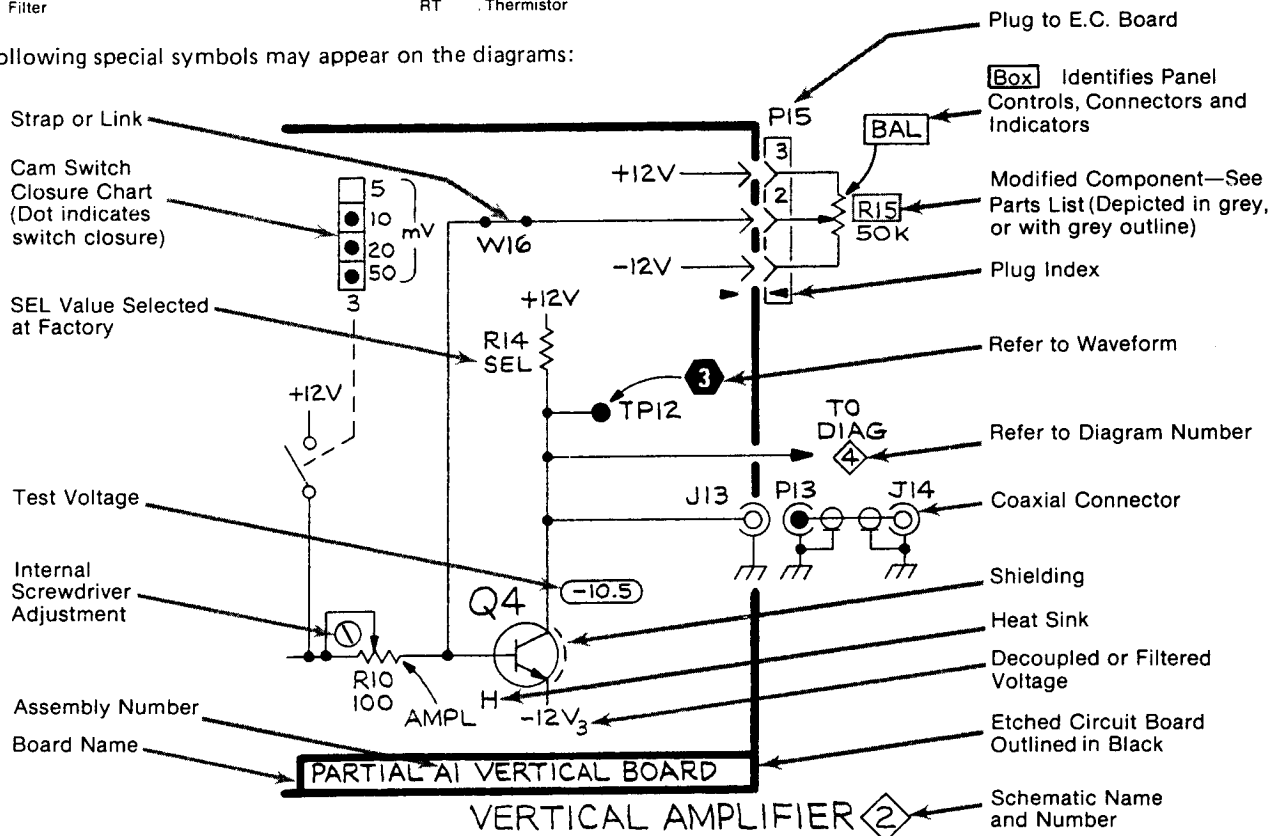 Filter
RT . Thermistor
ollowing special symbols may appear on the diagrams:
Plug to E.C. Board
Box Identifies Panel
Controls, Connectors and
Indicators
Strap or Link
P15
BAL
Cam Switch
Closure Chart
(Dot indicates
switch closure)
5
10
20
50
mV
3
+12V
3
2
W16
-12V
R15
50K
Modified Component—See
Parts List (Depicted in grey,
or with grey outline)
Plug Index
SEL Value Selected
at Factory
+12V
R14
SEL
3
TP12
Refer to Waveform
+12V
TO
DIAG
4
Refer to Diagram Number
Test Voltage
J13
P13
J14
Coaxial Connector
Internal
Screwdriver
Adjustment
Q4
-10.5
Shielding
Heat Sink
R10
100
AMPL
H
-12V3
Decoupled or Filtered
Voltage
Assembly Number
Board Name
PARTIAL A1 VERTICAL BOARD
Etched Circuit Board
Outlined in Black
VERTICAL AMPLIFIER 2
Schematic Name
and Number